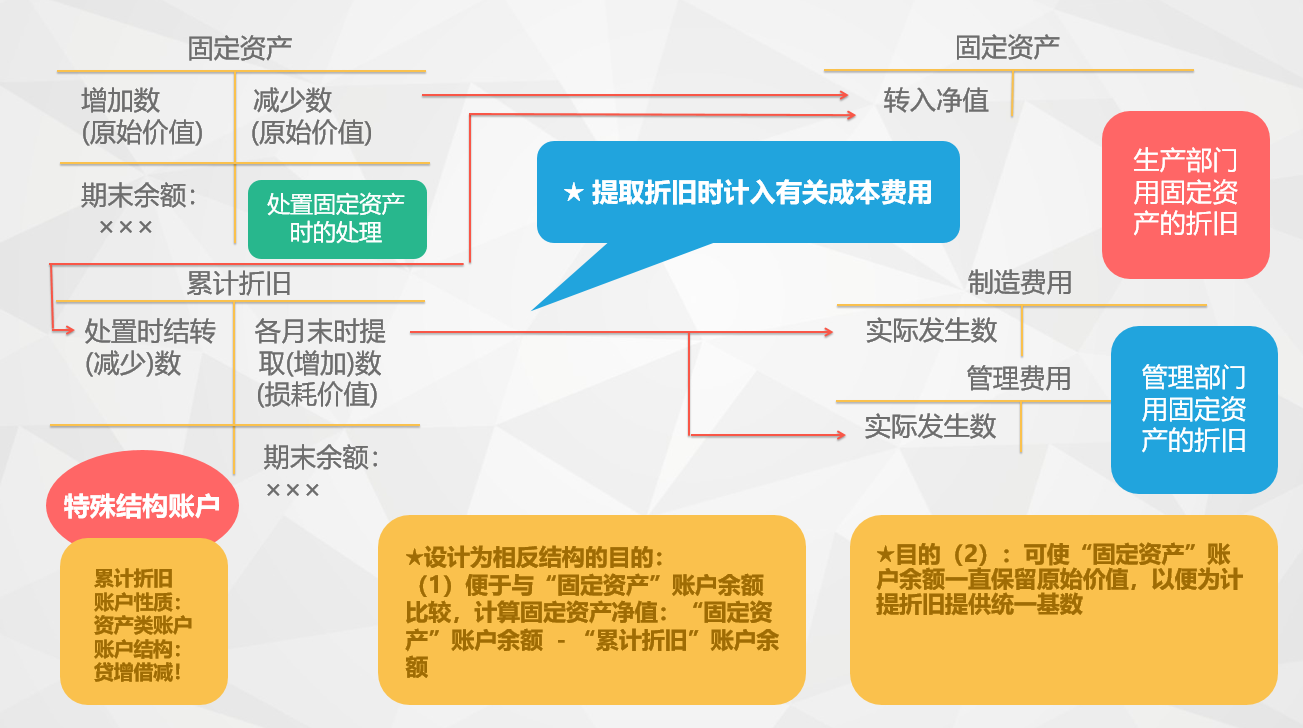 固定资产
增加数
(原始价值)
减少数
(原始价值)
期末余额：
×××
处置固定资产
时的处理
固定资产
转入净值
★ 提取折旧时计入有关成本费用
生产部门
用固定资
产的折旧
累计折旧
处置时结转
(减少)数
各月末时提
取(增加)数
(损耗价值)
期末余额：
×××
制造费用
实际发生数
管理费用
实际发生数
管理部门
用固定资
产的折旧
特殊结构账户
累计折旧
账户性质：
资产类账户
账户结构：
贷增借减！
★设计为相反结构的目的：
（1）便于与“固定资产”账户余额
比较，计算固定资产净值：“固定资
产”账户余额 －“累计折旧”账户余
额
★目的（2）：可使“固定资产”账
户余额一直保留原始价值，以便为计
提折旧提供统一基数